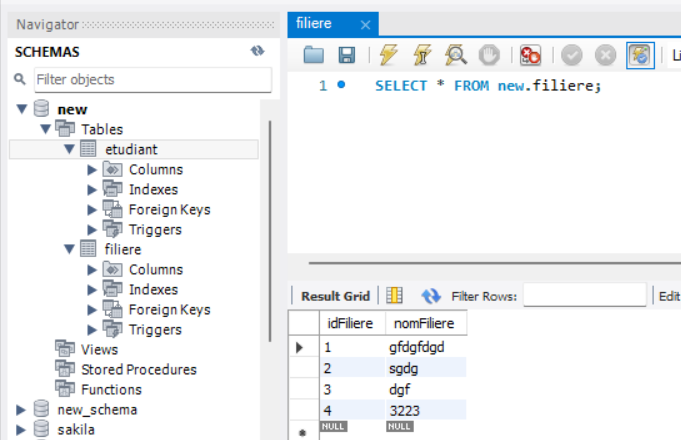 Navigator
SCHEMAS
Filter objects
new
Tables
etudiant
Columns
Indexes
Foreign Keys
Triggers
filiere
Columns
Indexes
Foreign Keys
Triggers
Views
Stored Procedures
Functions
new_schema
sakila
filiere
Li
1 SELECT * FROM new.filiere;
Result Grid Filter Rows: Edit
idFiliere nomFiliere
1 gfdgfdgd
2 sgdg
3 dgf
4 3223
NULL NULL